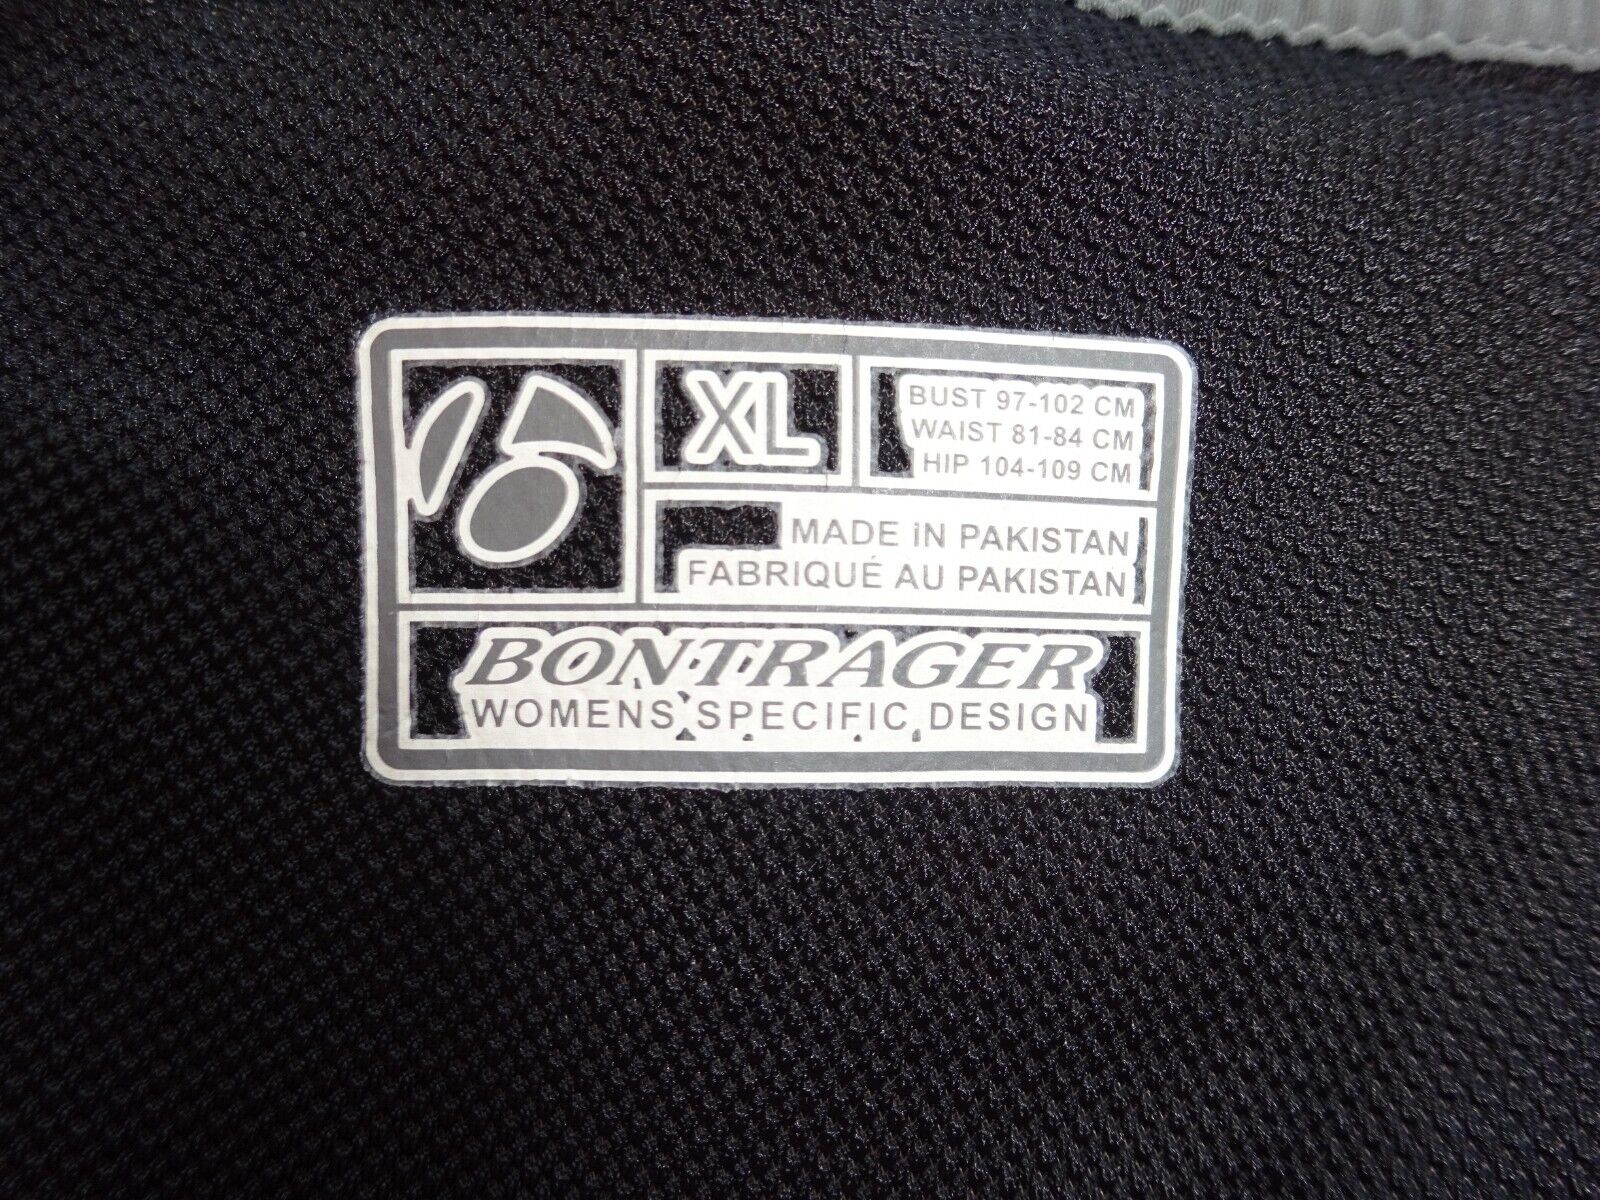 XL
BUST 97-102 CM
WAIST 81-84 CM
HIP 104-109 CM
MADE iN PAKISTAN
FABRIQUÉ AU PAKISTAN
BONTRAGER
WOMENS SPECIFIC DESIGN